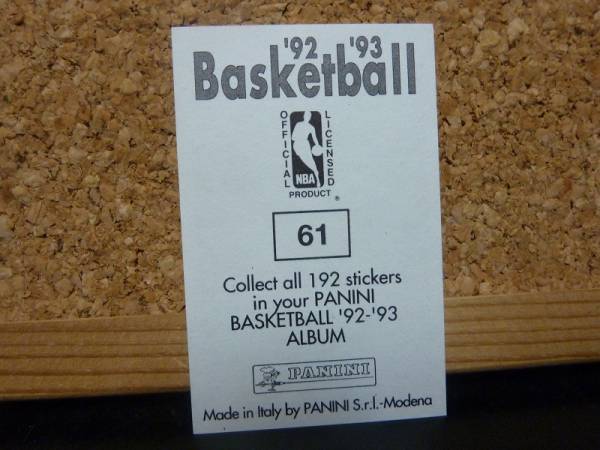 '92 '93
Basketball
OFFICIAL LICENSED
NBA
PRODUCT ®
61
Collect all 192 stickers
in your PANINI
BASKETBALL '92-'93
ALBUM
PANINI
Made in Italy by PANINI S.r.l.-Modena